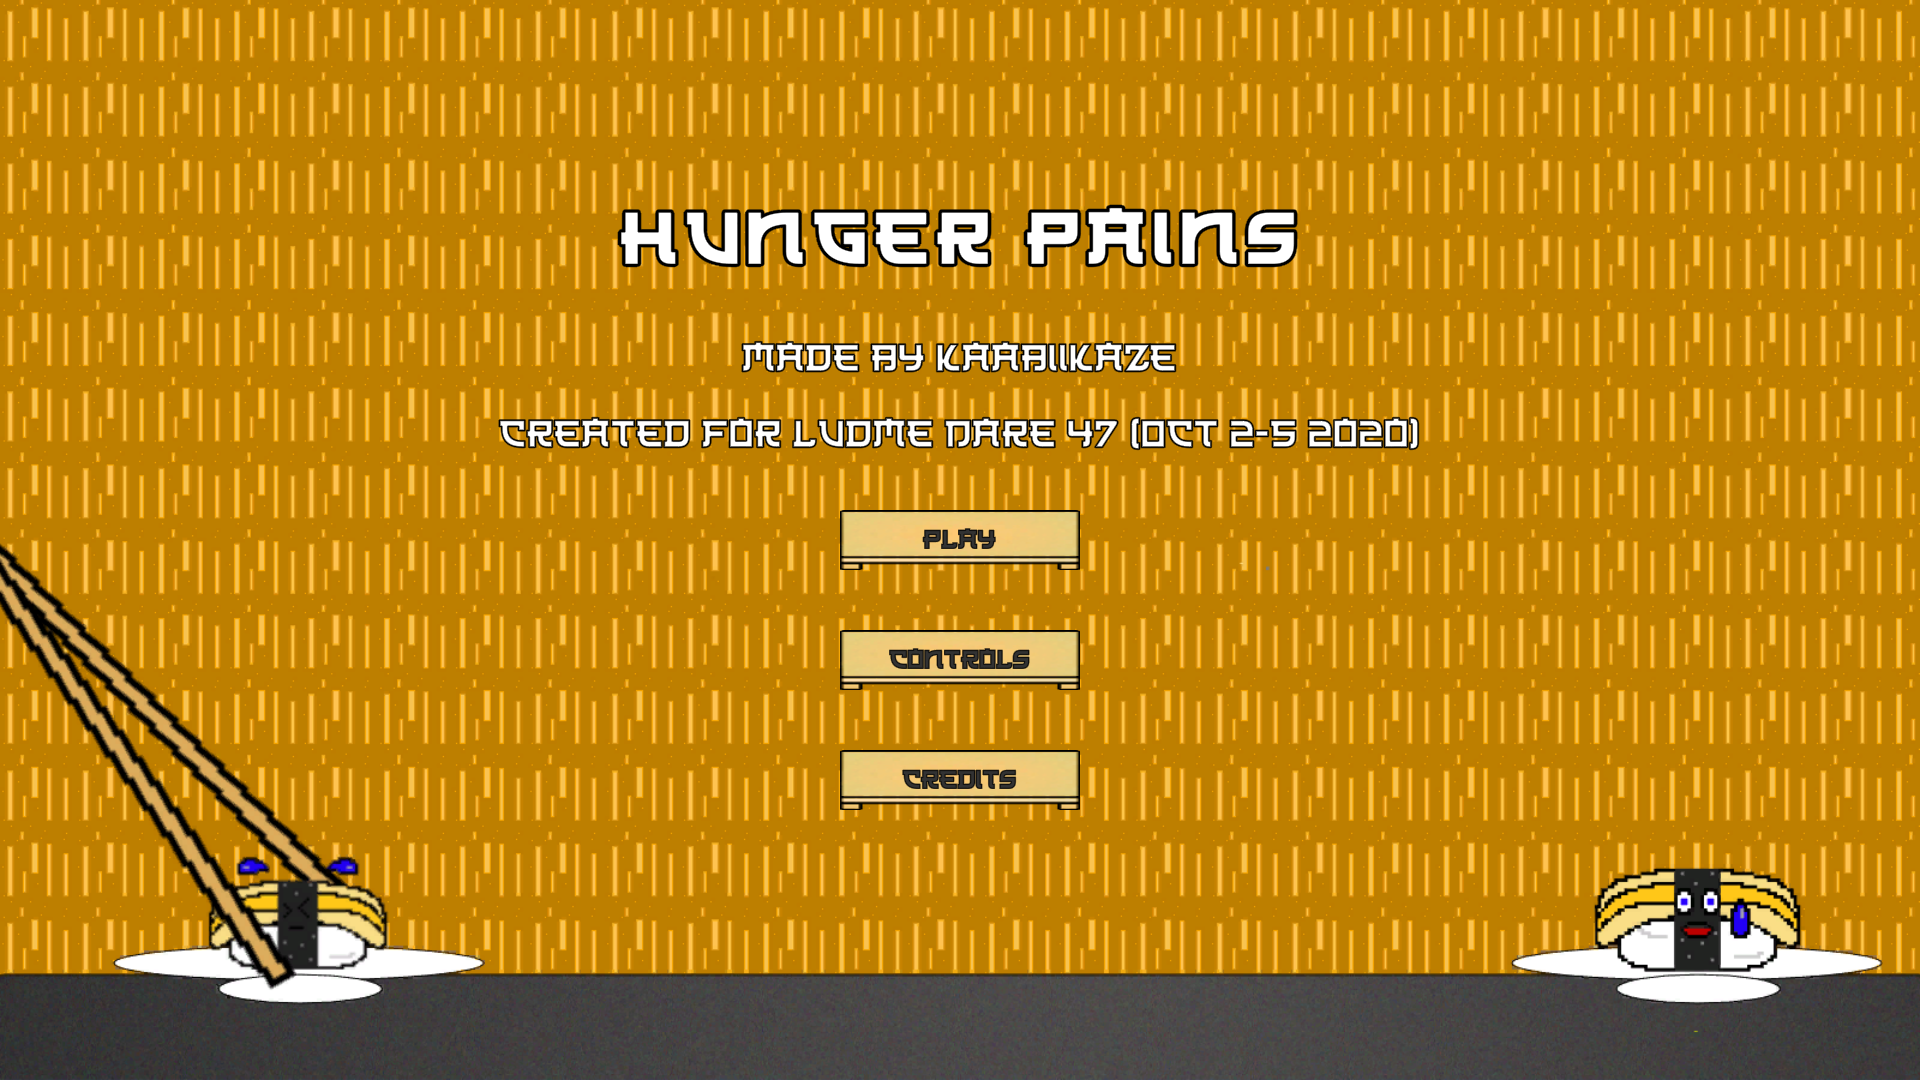 HUNGER PAINS
MADE BY KAABIIKAZE
CREATED FOR LUDME DARE 47 (OCT 2-5 2020)
PLAY
CONTROLS
CREDITS